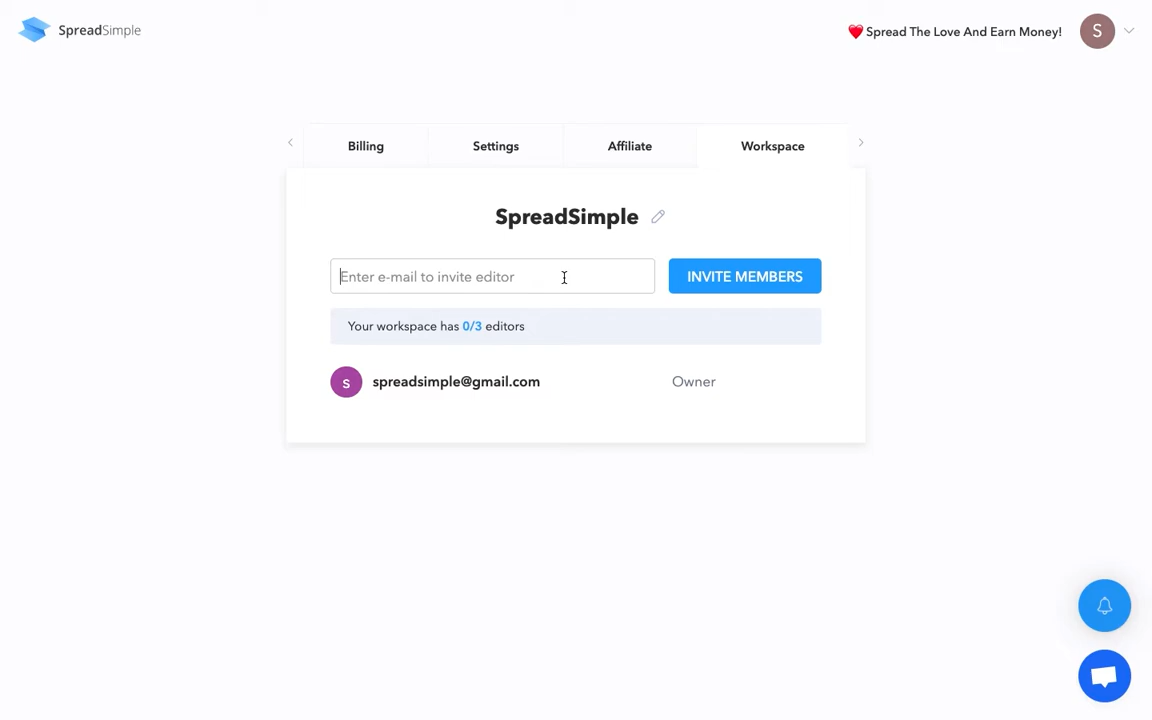 SpreadSimple
❤️ Spread The Love And Earn Money!
S
Billing
Settings
Affiliate
Workspace
SpreadSimple
Enter e-mail to invite editor
INVITE MEMBERS
Your workspace has 0/3 editors
s
spreadsimple@gmail.com
Owner